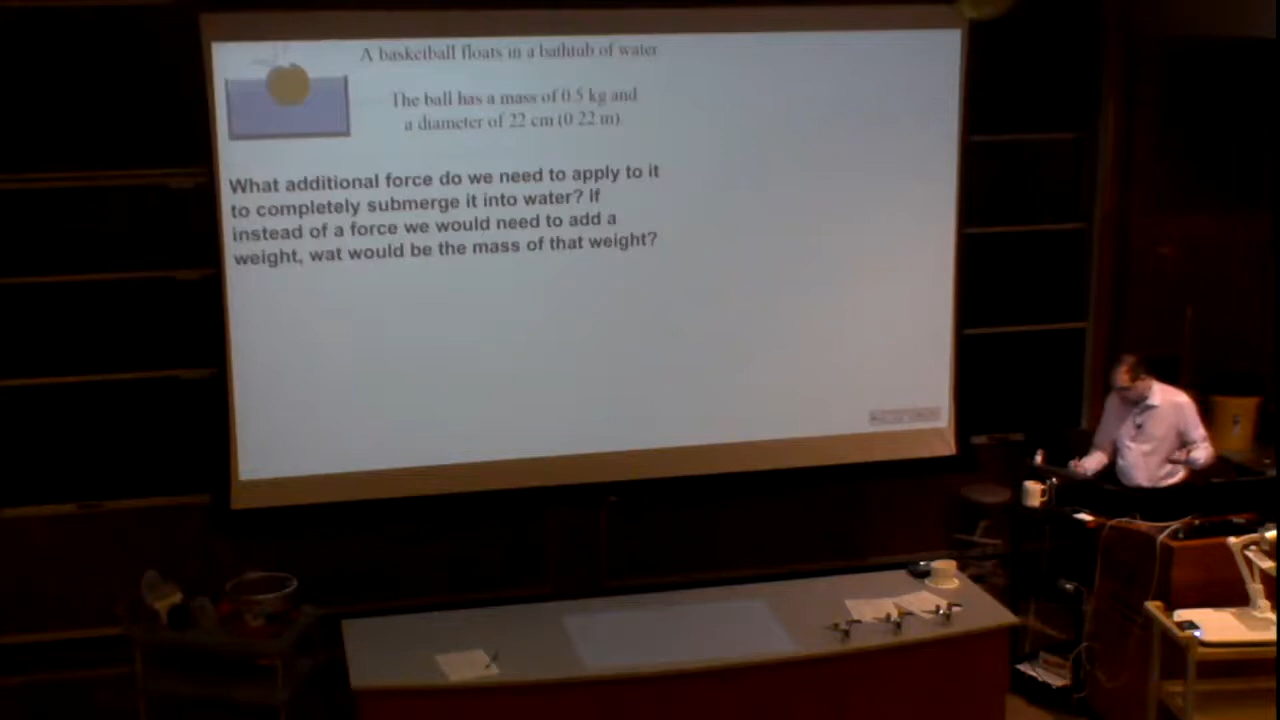 A basketball floats in a bathtub of water
The ball has a mass of 0.5 kg and
a diameter of 22 cm (0.22 m)
What additional force do we need to apply to it
to completely submerge it into water? If
instead of a force we would need to add a
weight, wat would be the mass of that weight?